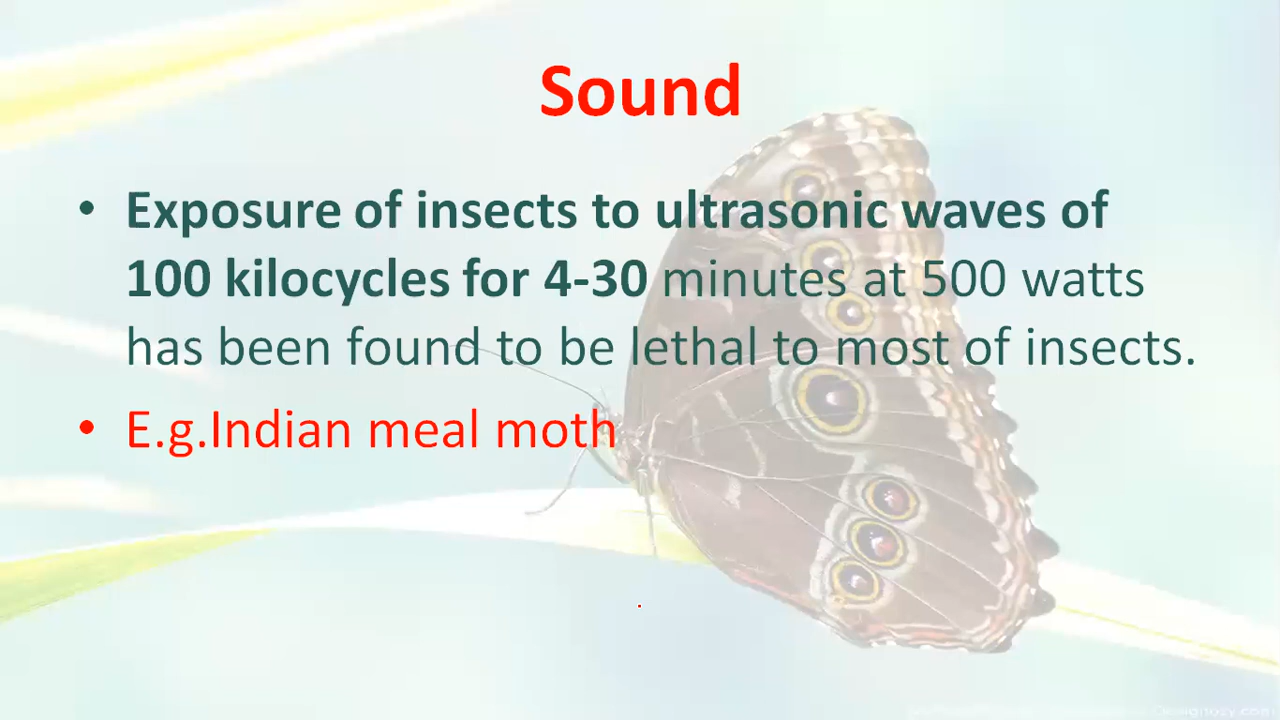 Sound
• Exposure of insects to ultrasonic waves of
100 kilocycles for 4-30 minutes at 500 watts
has been found to be lethal to most of insects.
• E.g.Indian meal moth